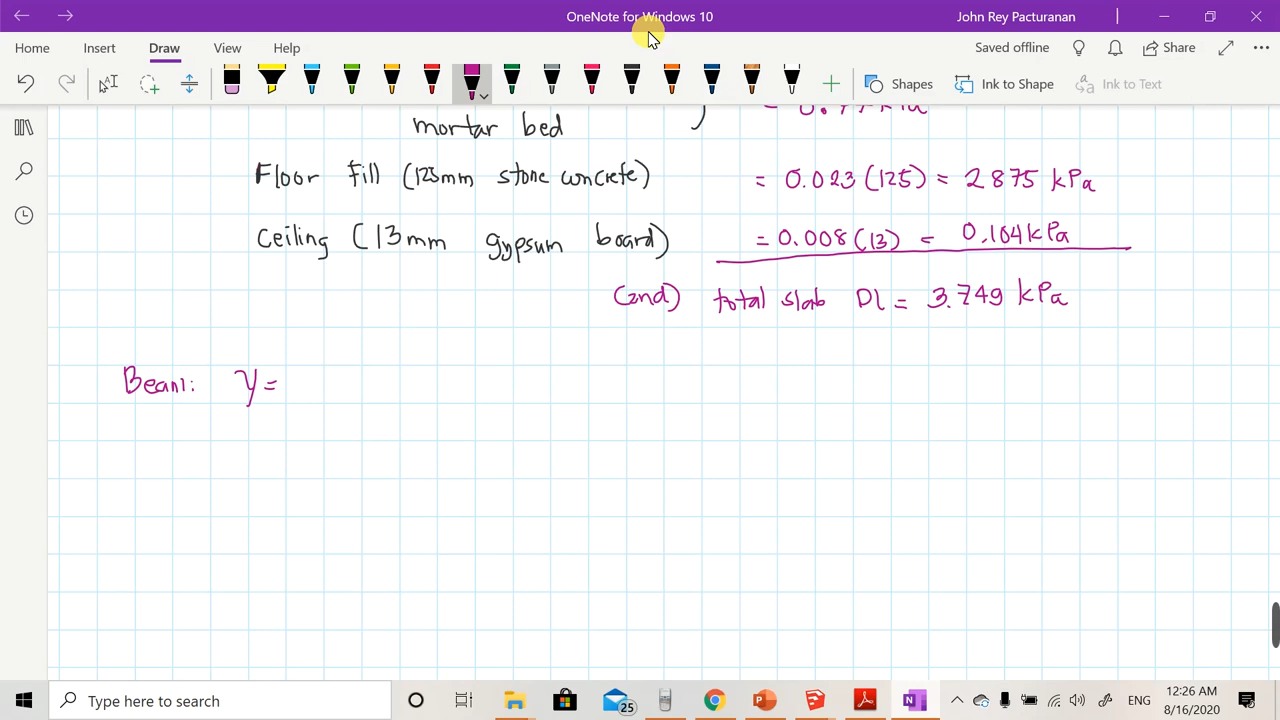 OneNote for Windows 10
John Rey Pacturanan
Home Insert Draw View Help
Saved offline
Share
Shapes
Ink to Shape
Ink to Text
mortar bed
Floor fill (125mm stone concrete) = 0.023 (125) = 2.875 kPa
Ceiling (13mm gypsum board) = 0.008 (13) = 0.104 kPa
(2nd) total slab DL = 3.749 kPa
Beam: γ =
Type here to search
25
ENG
12:26 AM
8/16/2020